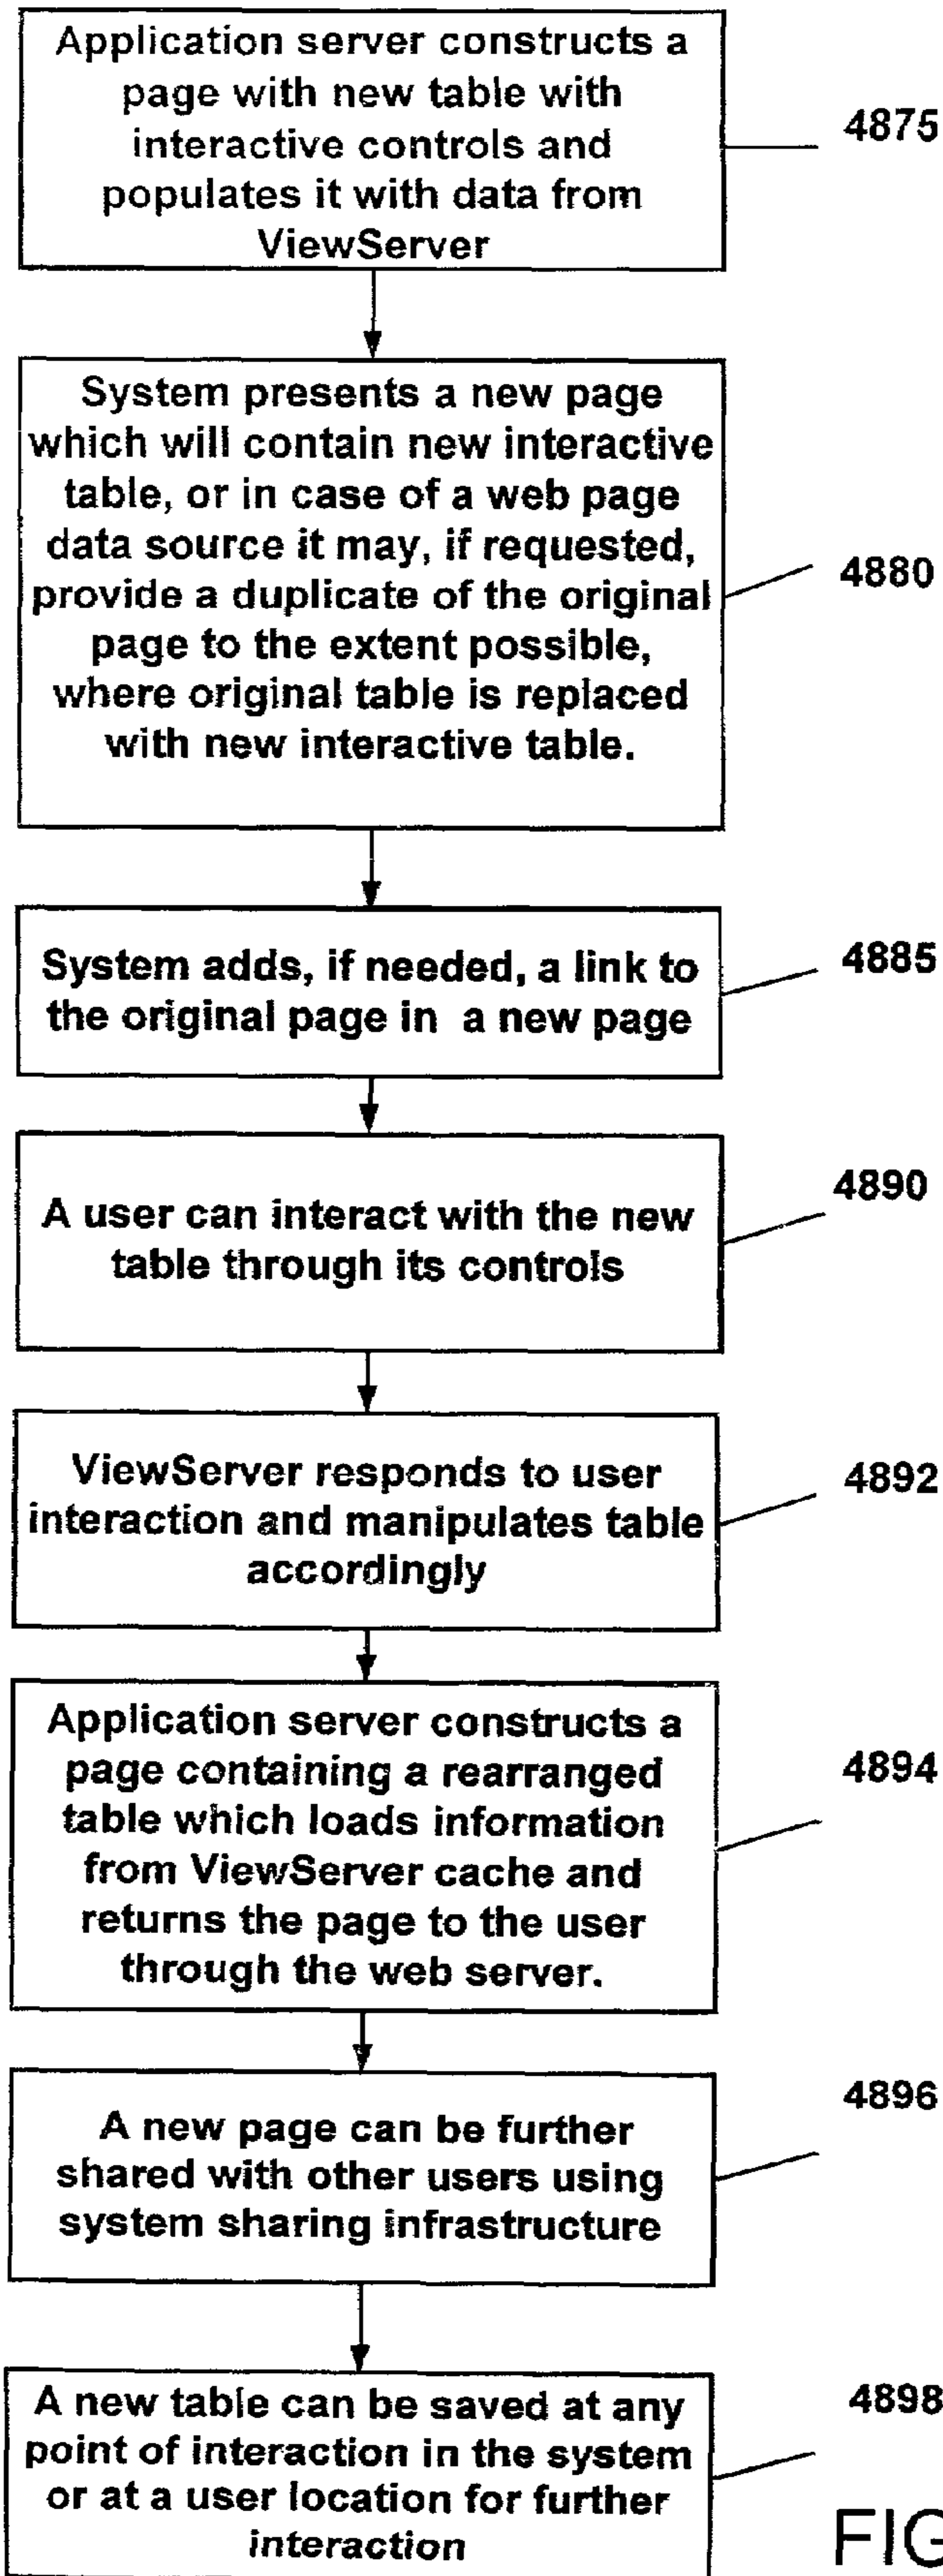 Application server constructs a
page with new table with
interactive controls and
populates it with data from
ViewServer
4875
System presents a new page
which will contain new interactive
table, or in case of a web page
data source it may, if requested,
provide a duplicate of the original
page to the extent possible,
where original table is replaced
with new interactive table.
4880
System adds, if needed, a link to
the original page in a new page
4885
A user can interact with the new
table through its controls
4890
ViewServer responds to user
interaction and manipulates table
accordingly
4892
Application server constructs a
page containing a rearranged
table which loads information
from ViewServer cache and
returns the page to the user
through the web server.
4894
A new page can be further
shared with other users using
system sharing infrastructure
4896
A new table can be saved at any
point of interaction in the system
or at a user location for further
interaction
4898
FIG